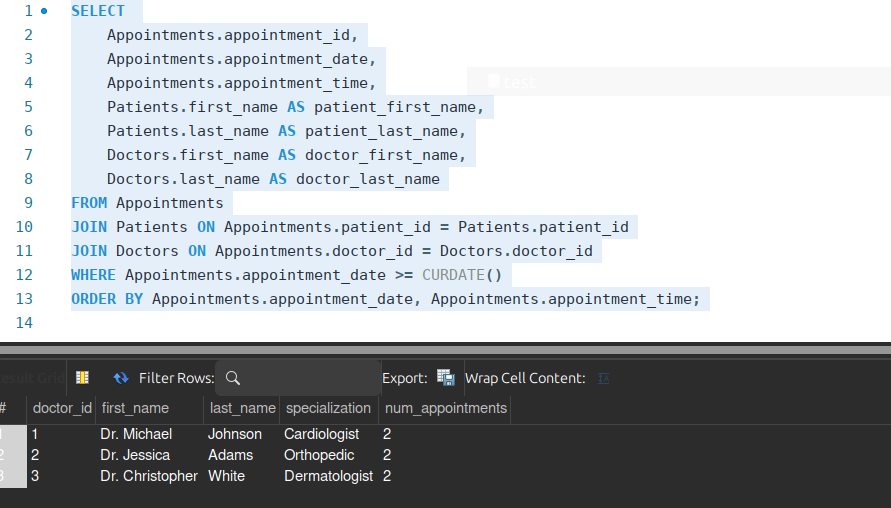 1 SELECT
2 Appointments.appointment_id,
3 Appointments.appointment_date,
4 Appointments.appointment_time,
test
5 Patients.first_name AS patient_first_name,
6 Patients.last_name AS patient_last_name,
7 Doctors.first_name AS doctor_first_name,
8 Doctors.last_name AS doctor_last_name
9 FROM Appointments
10 JOIN Patients ON Appointments.patient_id = Patients.patient_id
11 JOIN Doctors ON Appointments.doctor_id = Doctors.doctor_id
12 WHERE Appointments.appointment_date >= CURDATE()
13 ORDER BY Appointments.appointment_date, Appointments.appointment_time;
14
Grid Filter Rows: Export: Wrap Cell Content:
# doctor_id first_name last_name specialization num_appointments
1 1 Dr. Michael Johnson Cardiologist 2
2 2 Dr. Jessica Adams Orthopedic 2
3 3 Dr. Christopher White Dermatologist 2